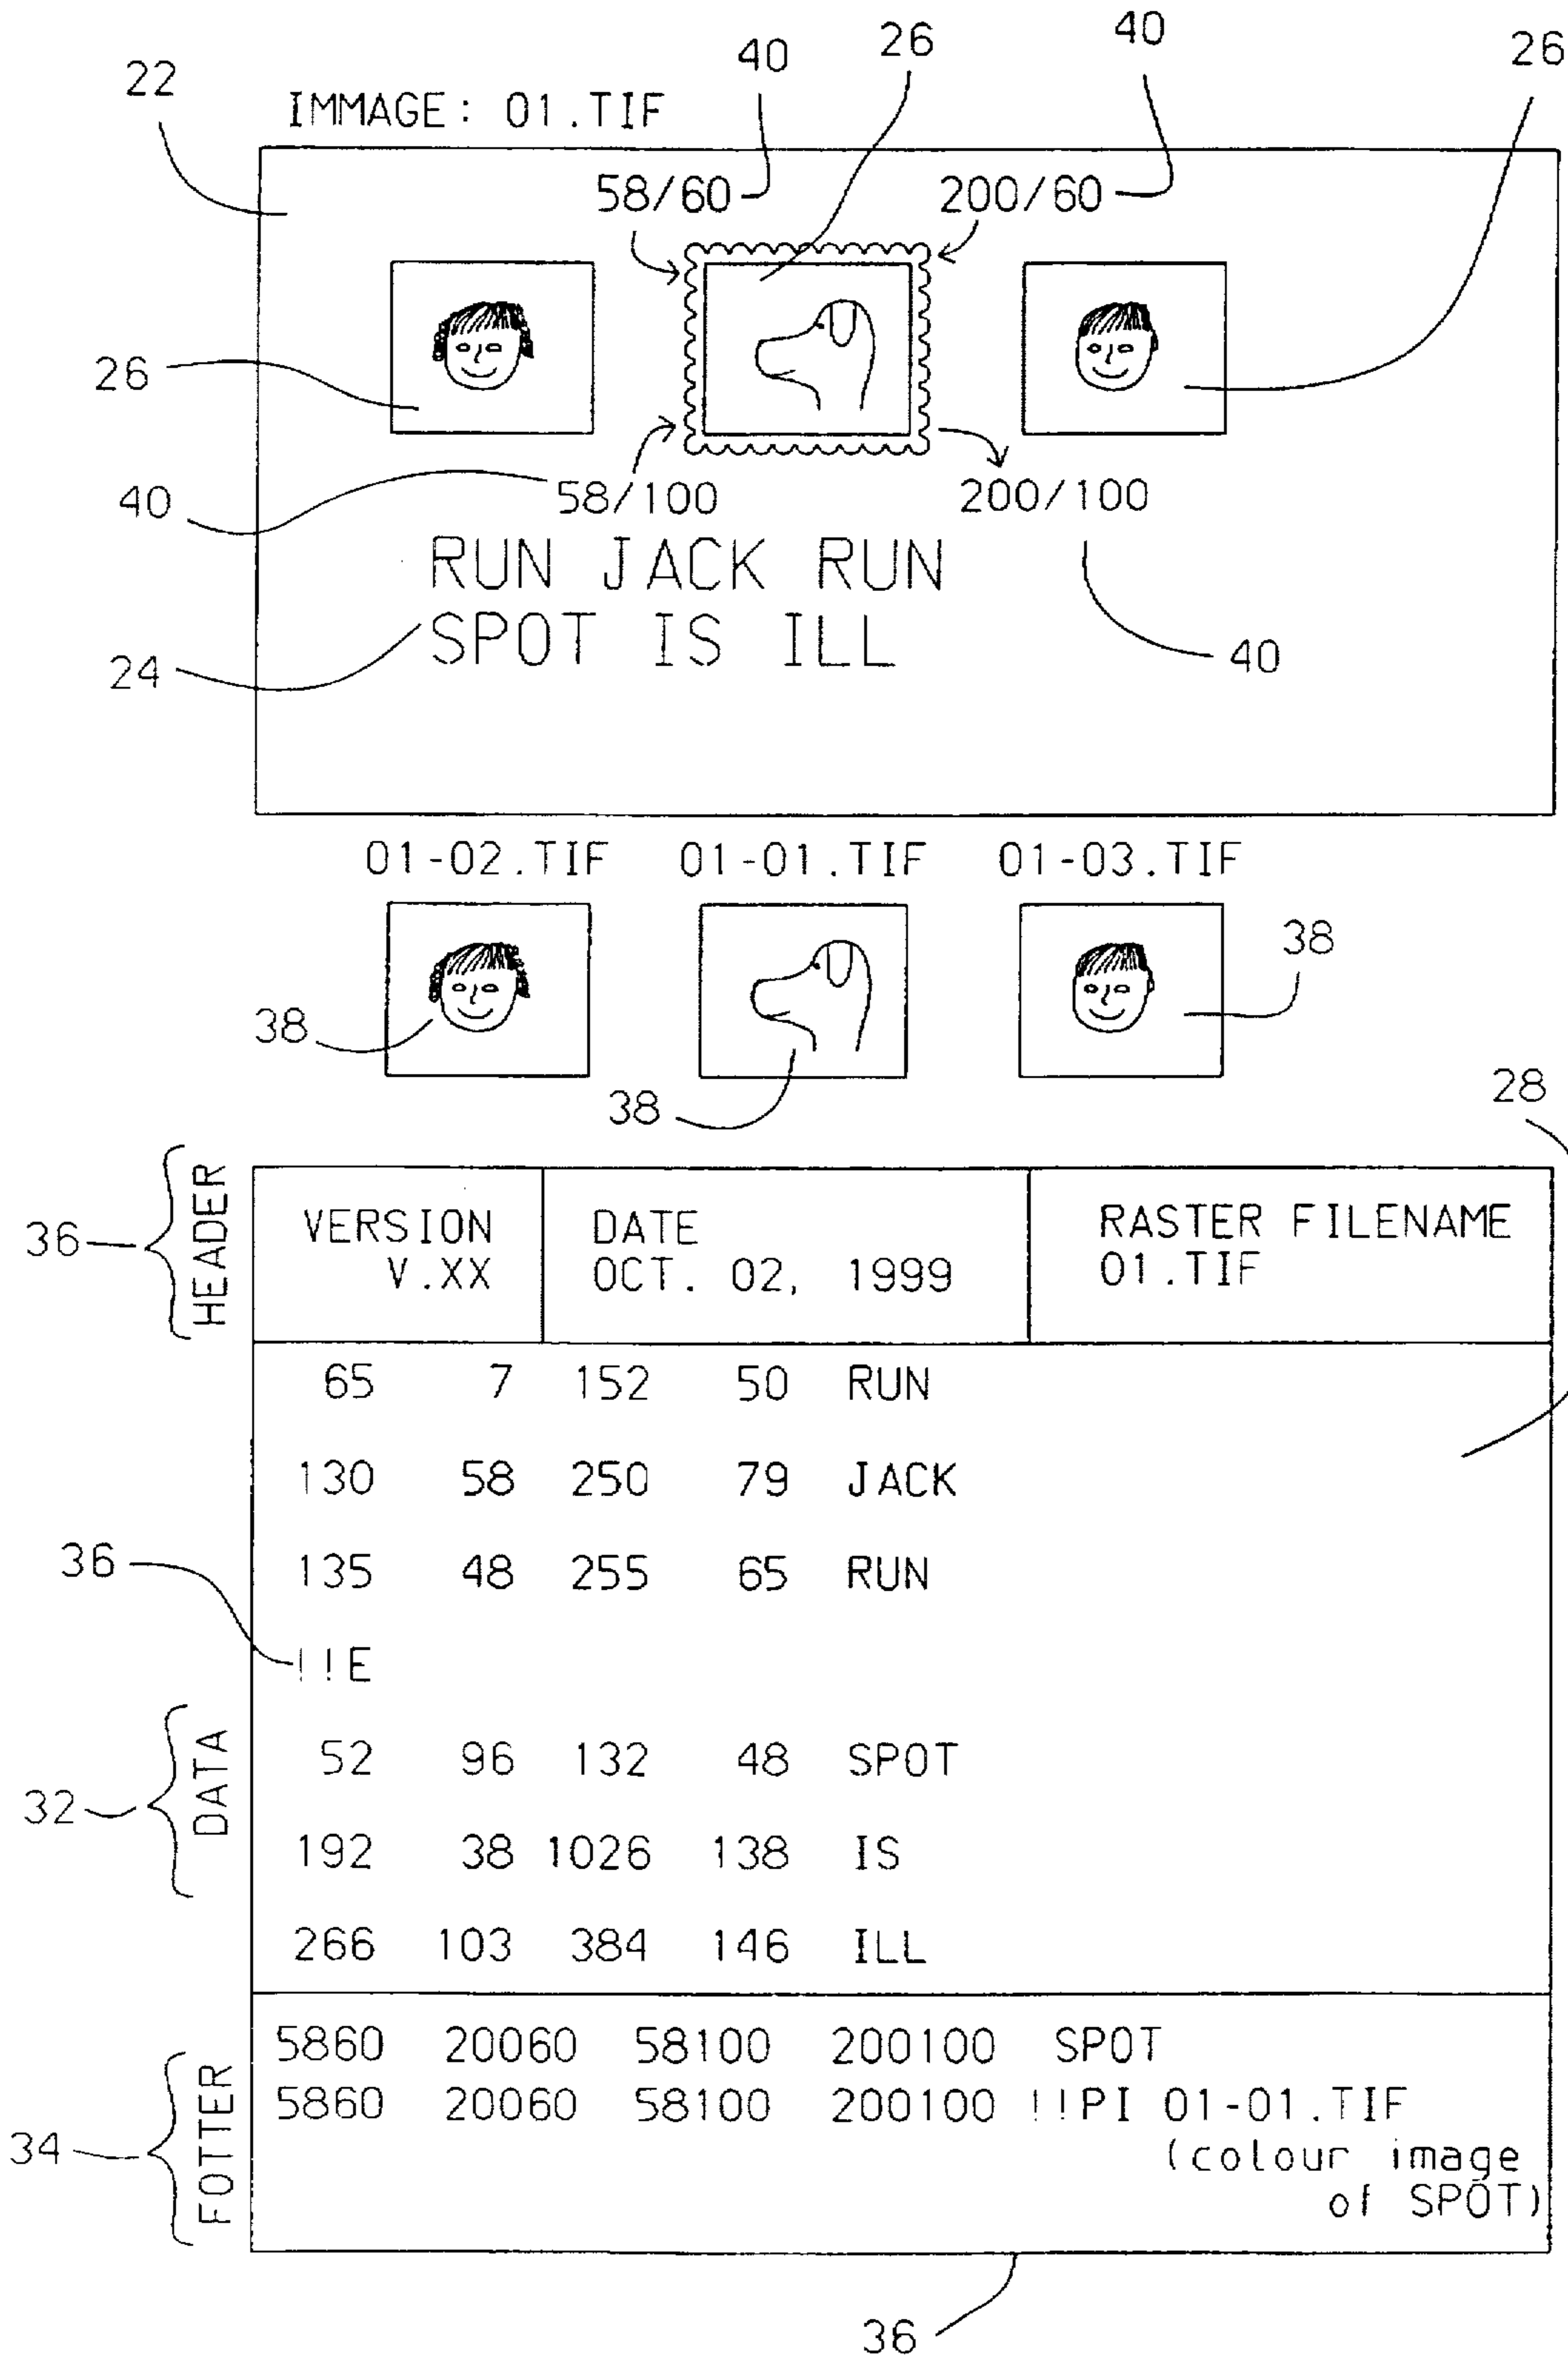 40 26 40 26
22 IMMAGE: 01.TIF
58/60 200/60
26
40 58/100 200/100
RUN JACK RUN
SPOT IS ILL
24 40
01-02.TIF 01-01.TIF 01-03.TIF
38
38
38
28
36 HEADER
VERSION DATE RASTER FILENAME
V.XX OCT. 02, 1999 01.TIF
65 7 152 50 RUN
130 58 250 79 JACK
36 135 48 255 65 RUN
!!E
52 96 132 48 SPOT
32 DATA
192 38 1026 138 IS
266 103 384 146 ILL
5860 20060 58100 200100 SPOT
5860 20060 58100 200100 !!PI 01-01.TIF
34 FOTTER
(colour image
of SPOT)
36